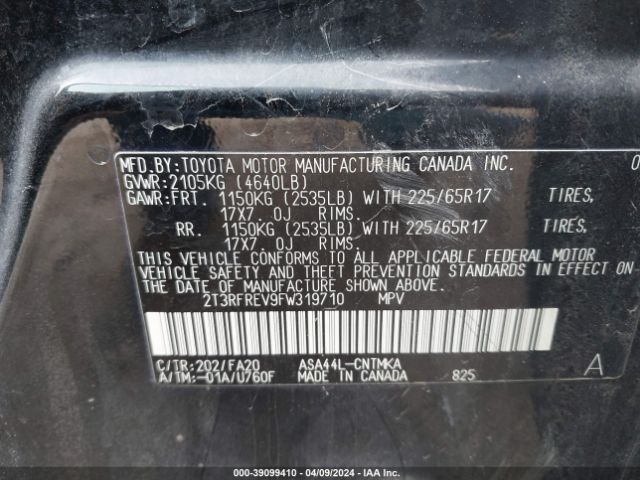 MFD.BY:TOYOTA MOTOR MANUFACTURING CANADA INC. 0
GVWR:2105KG (4640LB)
GAWR:FRT. 1150KG (2535LB) WITH 225/65R17 TIRES,
17X7. 0J RIMS.
RR. 1150KG (2535LB) WITH 225/65R17 TIRES,
17X7. 0J RIMS.
THIS VEHICLE CONFORMS TO ALL APPLICABLE FEDERAL MOTOR
VEHICLE SAFETY AND THEFT PREVENTION STANDARDS IN EFFECT ON
THE DATE OF MANUFACTURE SHOWN ABOVE.
2T3RFREV9FW319710 MPV
C/TR:202/FA20 ASA44L-CNTMKA A
A/TM:-01A/U760F MADE IN CANADA 825
000-39099410 | 04/09/2024 | IAA Inc.